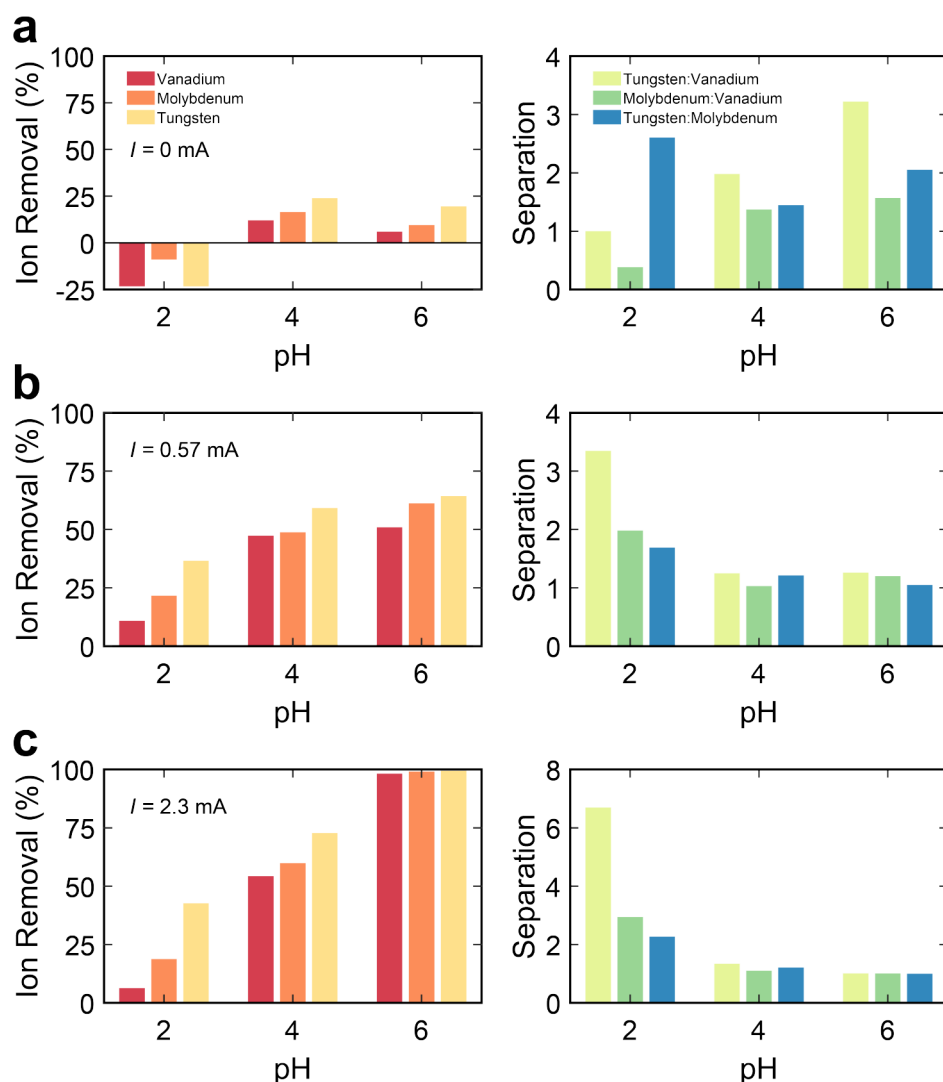 a
Ion Removal (%)
100
75
50
25
0
-25
Vanadium
Molybdenum
Tungsten
I = 0 mA
2 4 6
pH
Separation
4
3
2
1
0
Tungsten:Vanadium
Molybdenum:Vanadium
Tungsten:Molybdenum
2 4 6
pH
b
Ion Removal (%)
100
75
50
25
0
I = 0.57 mA
2 4 6
pH
Separation
4
3
2
1
0
2 4 6
pH
c
Ion Removal (%)
100
75
50
25
0
I = 2.3 mA
2 4 6
pH
Separation
8
6
4
2
0
2 4 6
pH